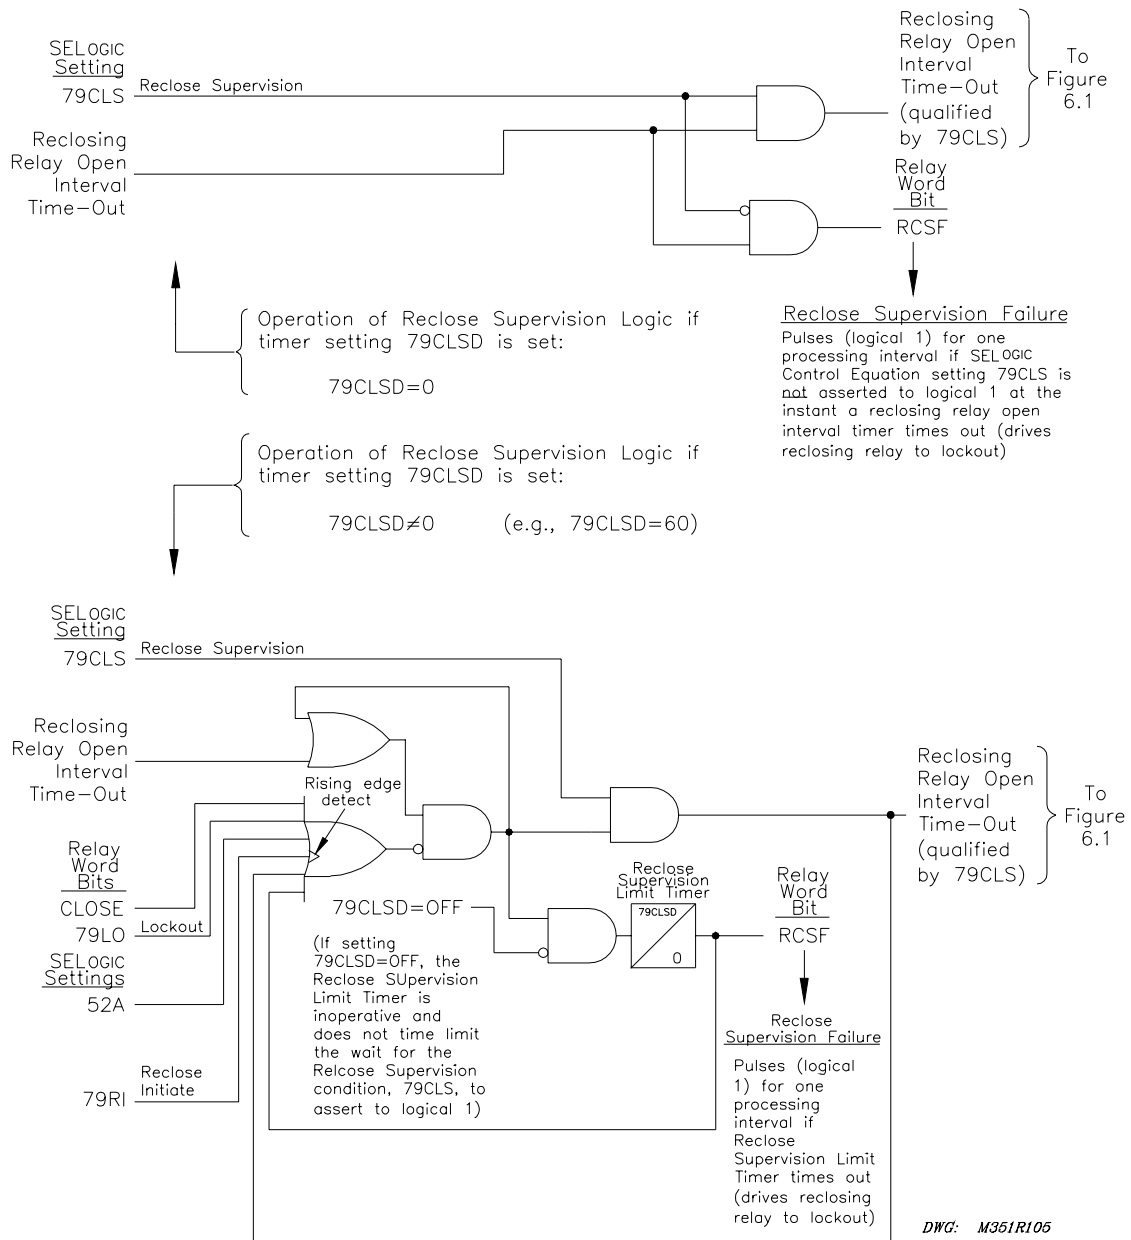 SELOGIC
Setting
79CLS
Reclose Supervision
Reclosing
Relay Open
Interval
Time-Out
Reclosing
Relay Open
Interval
Time-Out
(qualified
by 79CLS)
To
Figure
6.1
Relay
Word
Bit
RCSF
Reclose Supervision Failure
Pulses (logical 1) for one
processing interval if SELOGIC
Control Equation setting 79CLS is
not asserted to logical 1 at the
instant a reclosing relay open
interval timer times out (drives
reclosing relay to lockout)
Operation of Reclose Supervision Logic if
timer setting 79CLSD is set:
79CLSD=0
Operation of Reclose Supervision Logic if
timer setting 79CLSD is set:
79CLSD≠0 (e.g., 79CLSD=60)
SELOGIC
Setting
79CLS
Reclose Supervision
Reclosing
Relay Open
Interval
Time-Out
Rising edge
detect
Relay
Word
Bits
CLOSE
79LO
Lockout
SELOGIC
Settings
52A
79RI
Reclose
Initiate
79CLSD=OFF
(If setting
79CLSD=OFF, the
Reclose SUpervision
Limit Timer is
inoperative and
does not time limit
the wait for the
Relcose Supervision
condition, 79CLS, to
assert to logical 1)
Reclose
Supervision
Limit Timer
79CLSD
0
Relay
Word
Bit
RCSF
Reclose
Supervision Failure
Pulses (logical
1) for one
processing
interval if
Reclose
Supervision Limit
Timer times out
(drives reclosing
relay to lockout)
Reclosing
Relay Open
Interval
Time-Out
(qualified
by 79CLS)
To
Figure
6.1
DWG: M351R105